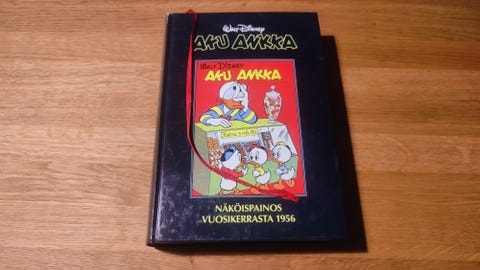 Walt Disney
AKU ANKKA
WALT DISNEY
AKU ANKKA
NÄKÖISPAINOS
VUOSIKERRASTA 1956